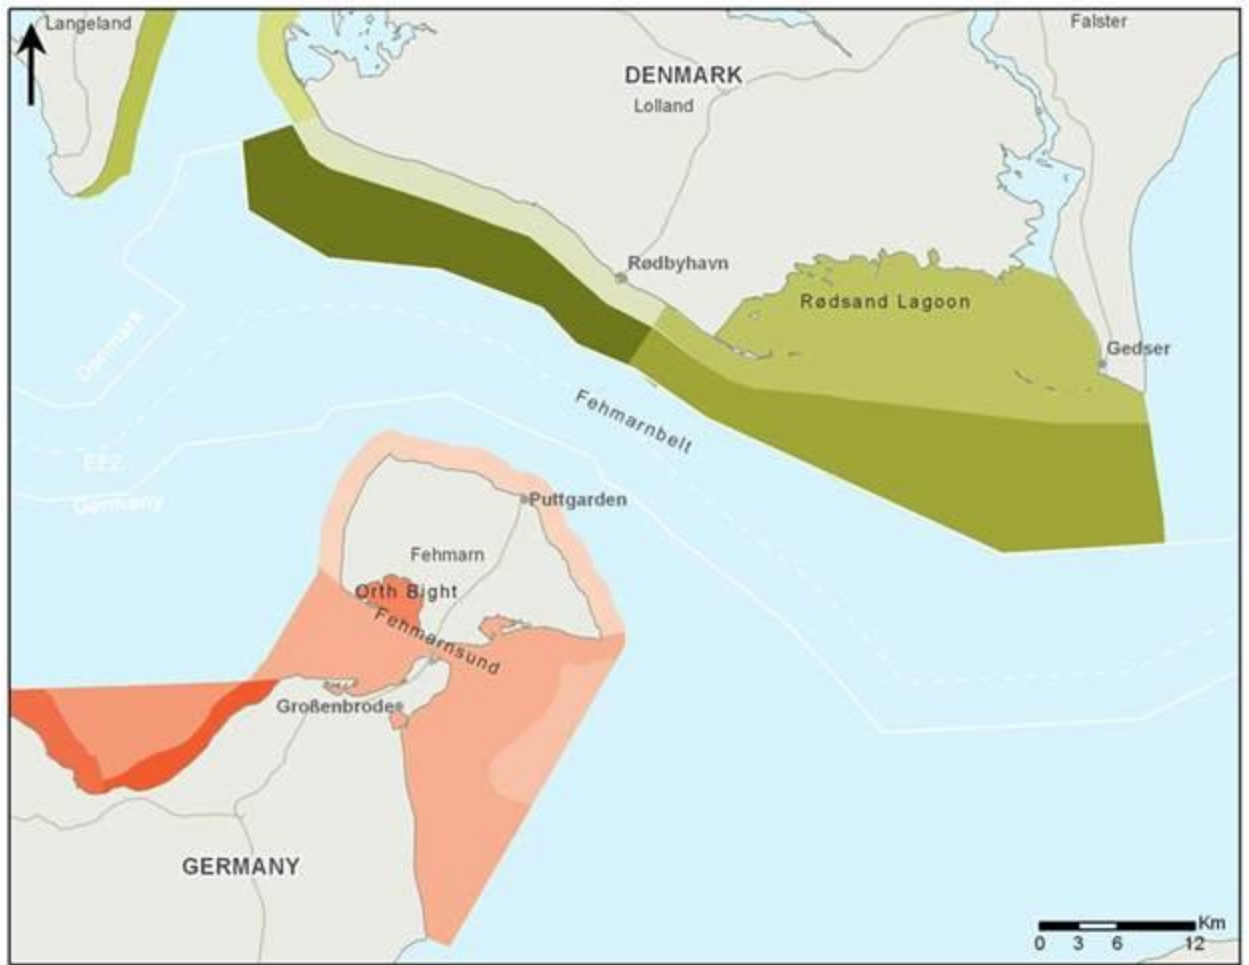 Langeland
Falster
DENMARK
Lolland
Rødbyhavn
Rødsand Lagoon
Denmark
Gedser
Fehmarnbelt
EEZ
Germany
Puttgarden
Fehmarn
Orth Bight
Fehmarnsund
Großenbrode
GERMANY
Km
0 3 6 12